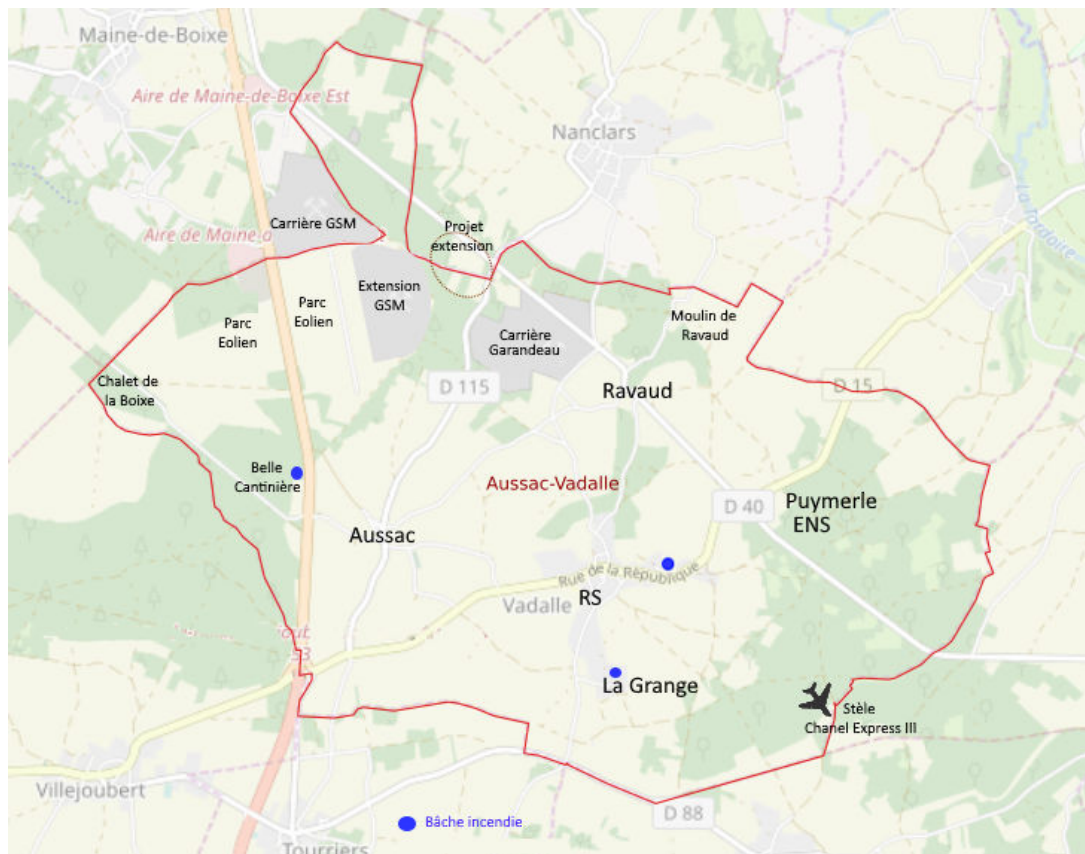 Maine-de-Boixe
Aire de Maine-de-Boixe Est
Nanclars
La Tardoire
Carrière GSM
Projet
extension
Aire de Maine-a
Extension
GSM
Parc
Eolien
Parc
Eolien
Moulin de
Ravaud
Carrière
Garandeau
Chalet de
la Boixe
D 115
Ravaud
D 15
Belle
Cantinière
Aussac-Vadalle
D 40
Puymerle
ENS
Aussac
Rue de la République
Vadalle
RS
La Grange
Stèle
Chanel Express III
Villejoubert
D 88
Bâche incendie
Tourriers